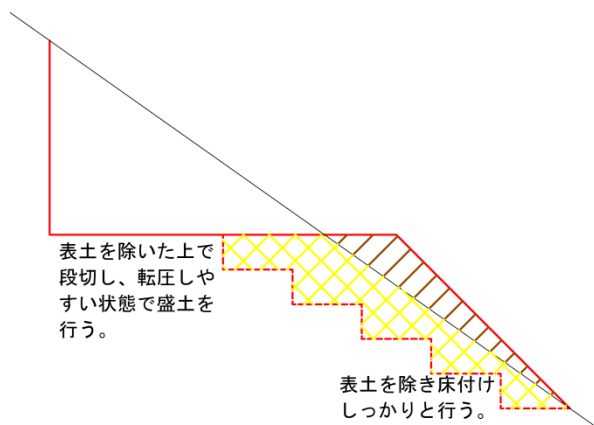 表土を除いた上で
段切し、転圧しや
すい状態で盛土を
行う。
表土を除き床付け
しっかりと行う。